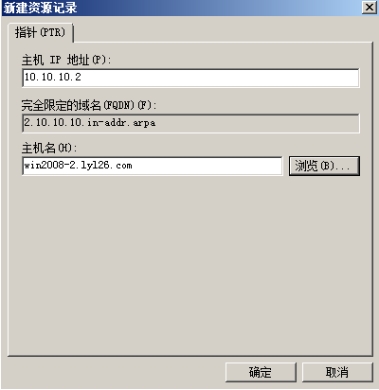 新建资源记录
指针(PTR)
主机 IP 地址(P):
10.10.10.2
完全限定的域名(FQDN)(F):
2.10.10.10.in-addr.arpa
主机名(H):
win2008-2.lyl26.com
浏览(B)...
确定
取消